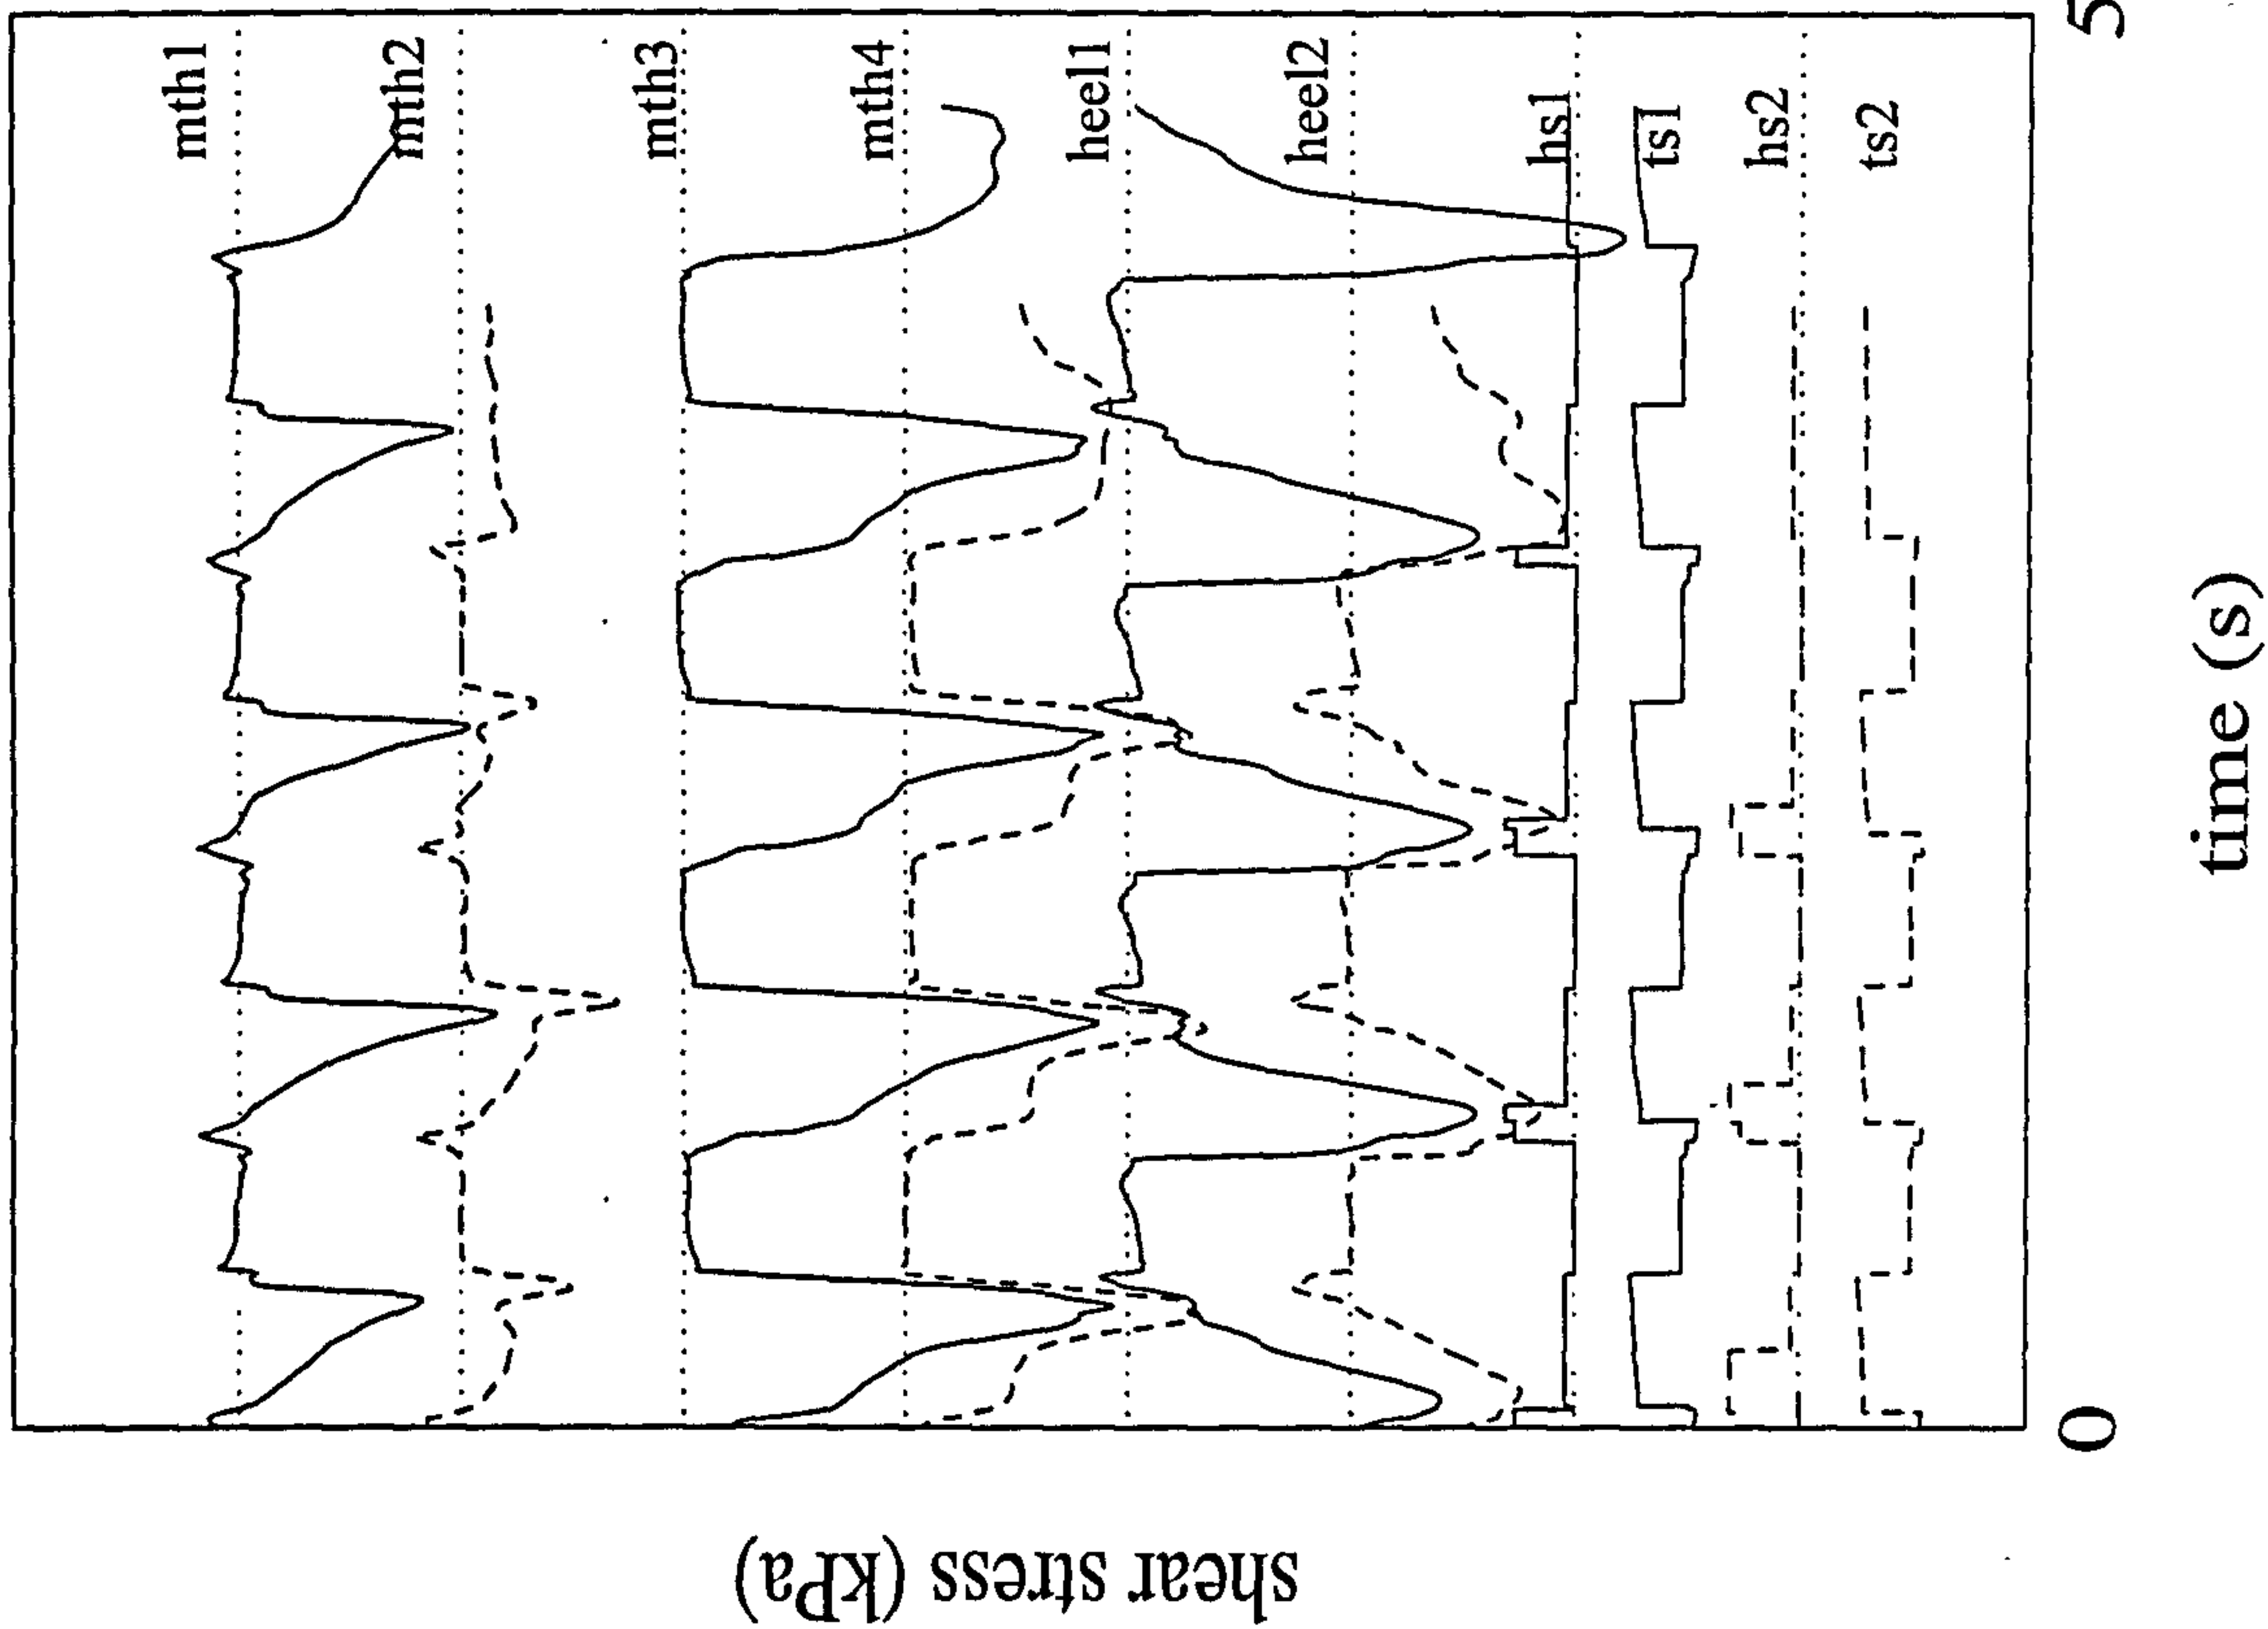 mth1
mth2
mth3
mth4
heel1
heel2
hs1
ts1
hs2
ts2
0
5
time (s)
shear stress (kPa)